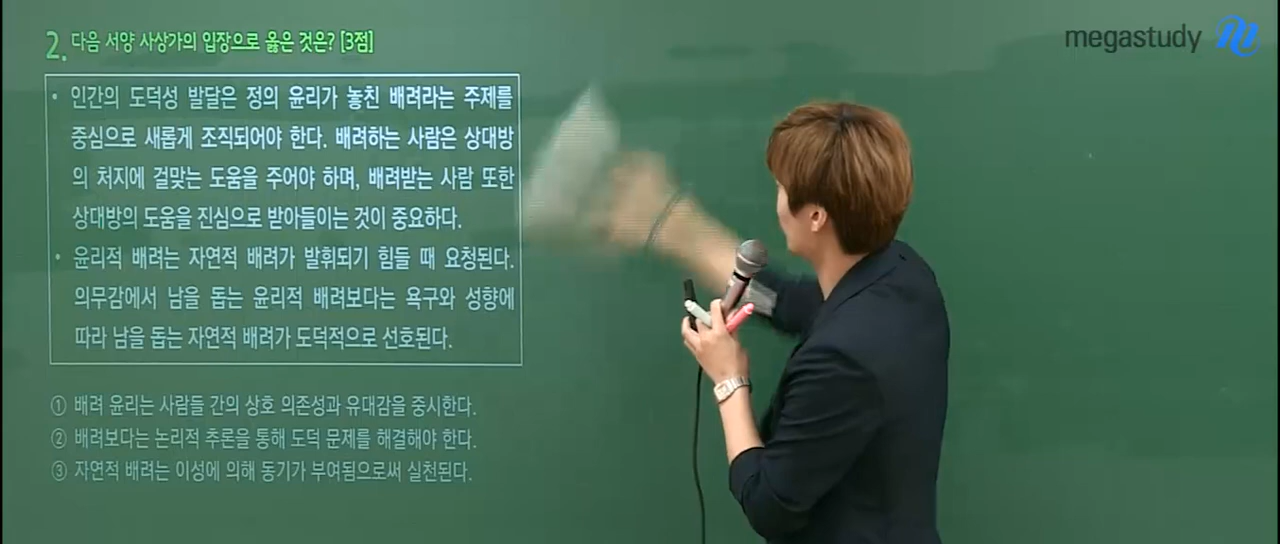 2. 다음 서양 사상가의 입장으로 옳은 것은? [3점]
megastudy
• 인간의 도덕성 발달은 정의 윤리가 놓친 배려라는 주제를
중심으로 새롭게 조직되어야 한다. 배려하는 사람은 상대방
의 처지에 걸맞는 도움을 주어야 하며, 배려받는 사람 또한
상대방의 도움을 진심으로 받아들이는 것이 중요하다.
• 윤리적 배려는 자연적 배려가 발휘되기 힘들 때 요청된다.
의무감에서 남을 돕는 윤리적 배려보다는 욕구와 성향에
따라 남을 돕는 자연적 배려가 도덕적으로 선호된다.
① 배려 윤리는 사람들 간의 상호 의존성과 유대감을 중시한다.
② 배려보다는 논리적 추론을 통해 도덕 문제를 해결해야 한다.
③ 자연적 배려는 이성에 의해 동기가 부여됨으로써 실천된다.